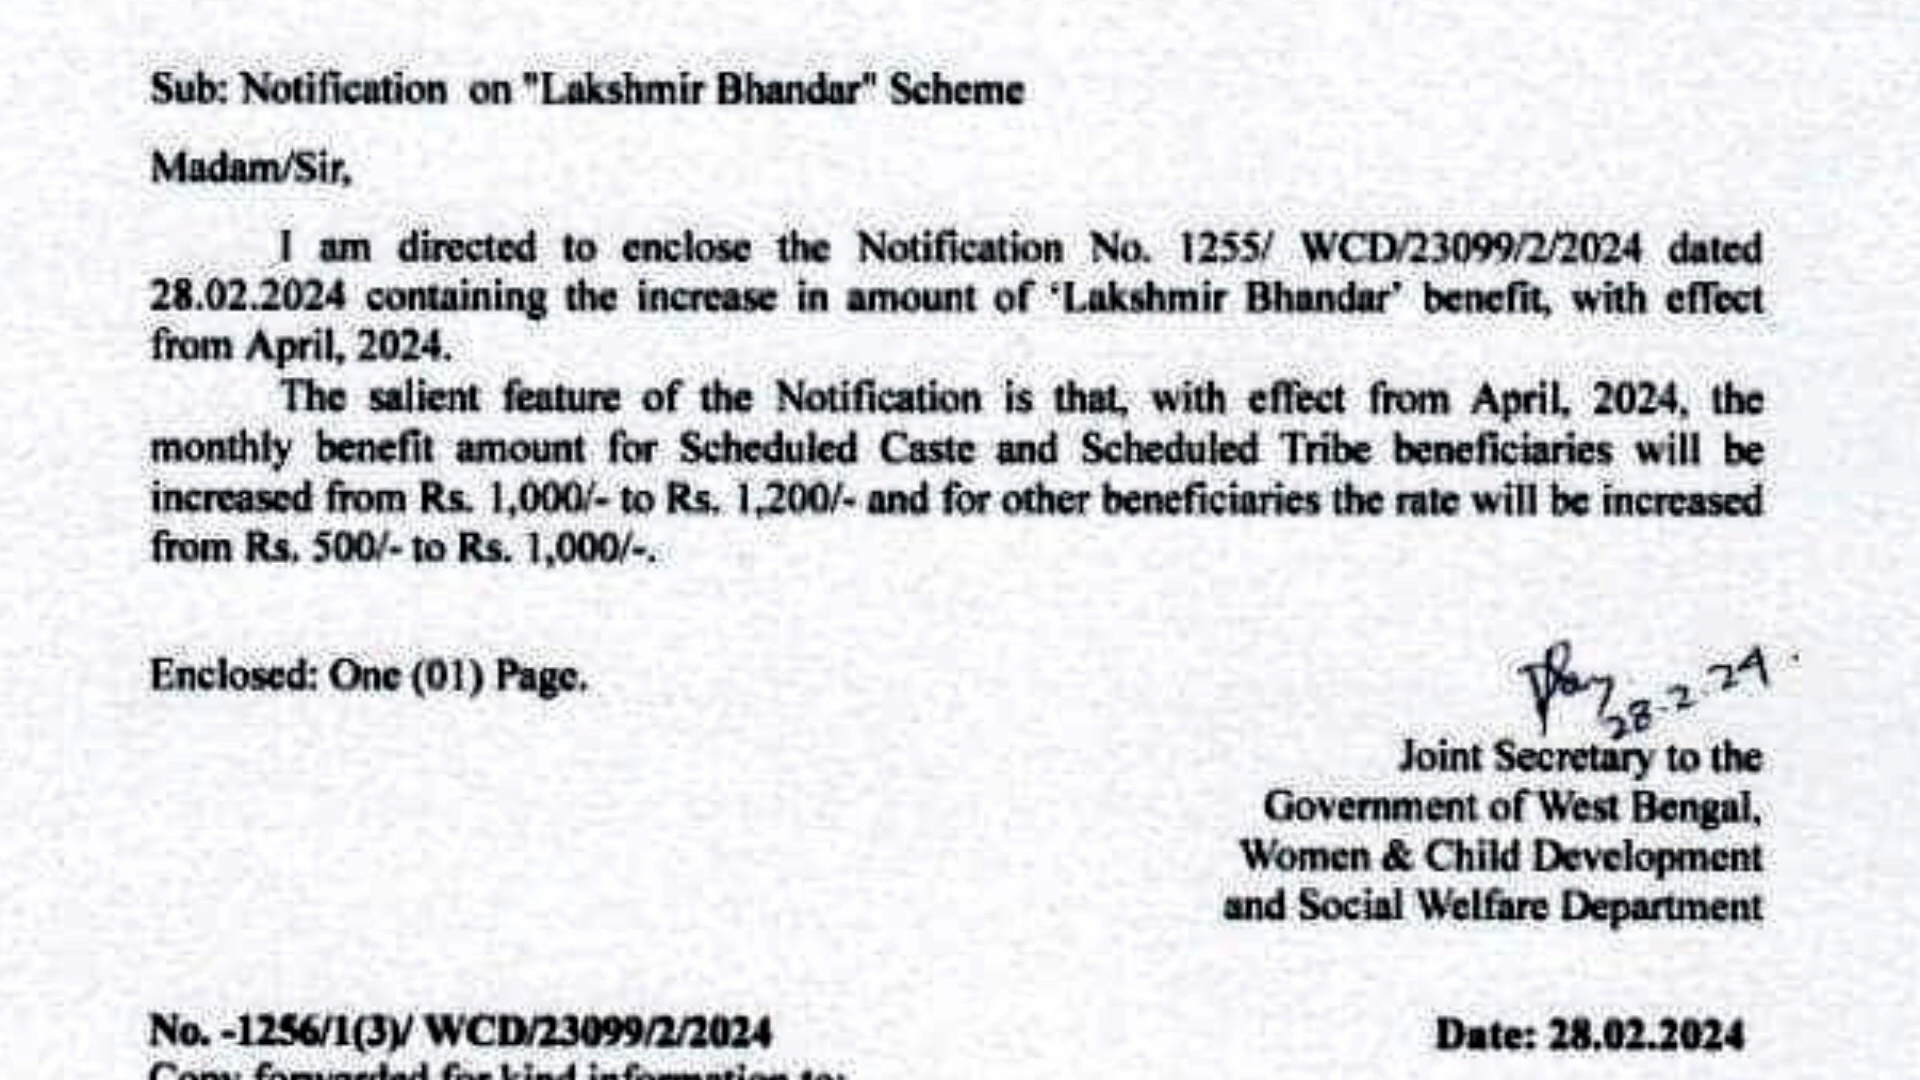 Sub: Notification on "Lakshmir Bhandar" Scheme
Madam/Sir,
I am directed to enclose the Notification No. 1255/ WCD/23099/2/2024 dated
28.02.2024 containing the increase in amount of ‘Lakshmir Bhandar’ benefit, with effect
from April, 2024.
The salient feature of the Notification is that, with effect from April, 2024, the
monthly benefit amount for Scheduled Caste and Scheduled Tribe beneficiaries will be
increased from Rs. 1,000/- to Rs. 1,200/- and for other beneficiaries the rate will be increased
from Rs. 500/- to Rs. 1,000/-.
Enclosed: One (01) Page.
28.2.24.
Joint Secretary to the
Government of West Bengal,
Women & Child Development
and Social Welfare Department
No. -1256/1(3)/ WCD/23099/2/2024
Date: 28.02.2024
Copy forwarded for kind information to: